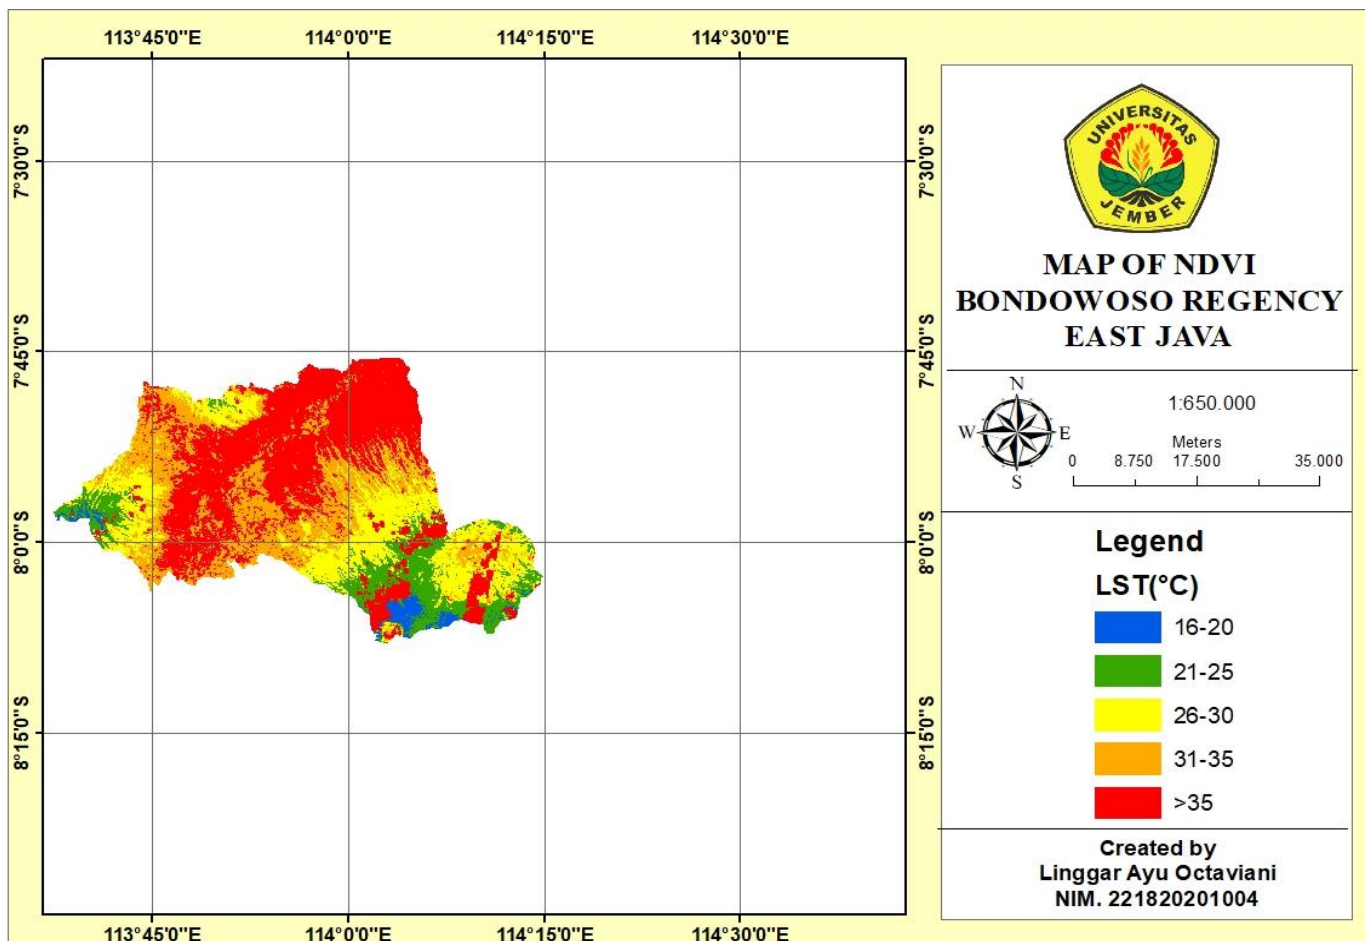 113°45'0"E 114°0'0"E 114°15'0"E 114°30'0"E
7°30'0"S 7°30'0"S
7°45'0"S 7°45'0"S
8°0'0"S 8°0'0"S
8°15'0"S 8°15'0"S
113°45'0"E 114°0'0"E 114°15'0"E 114°30'0"E
UNIVERSITAS
JEMBER
MAP OF NDVI
BONDOWOSO REGENCY
EAST JAVA
N
W E
S
1:650.000
Meters
0 8.750 17.500 35.000
Legend
LST(°C)
16-20
21-25
26-30
31-35
>35
Created by
Linggar Ayu Octaviani
NIM. 221820201004